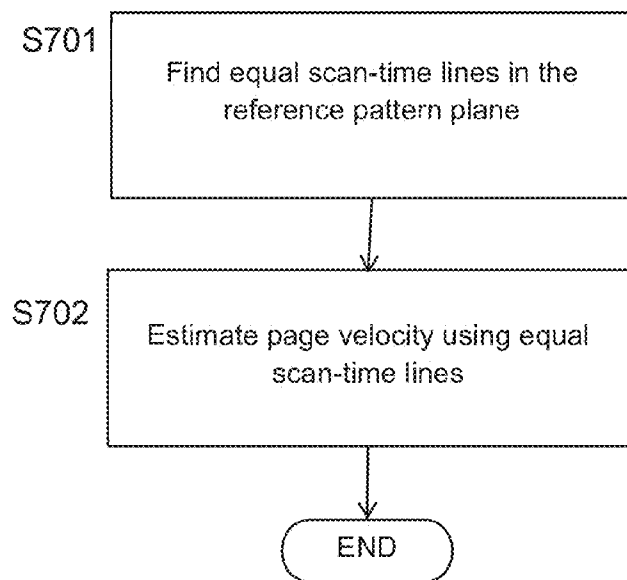 S701
Find equal scan-time lines in the
reference pattern plane
S702
Estimate page velocity using equal
scan-time lines
END